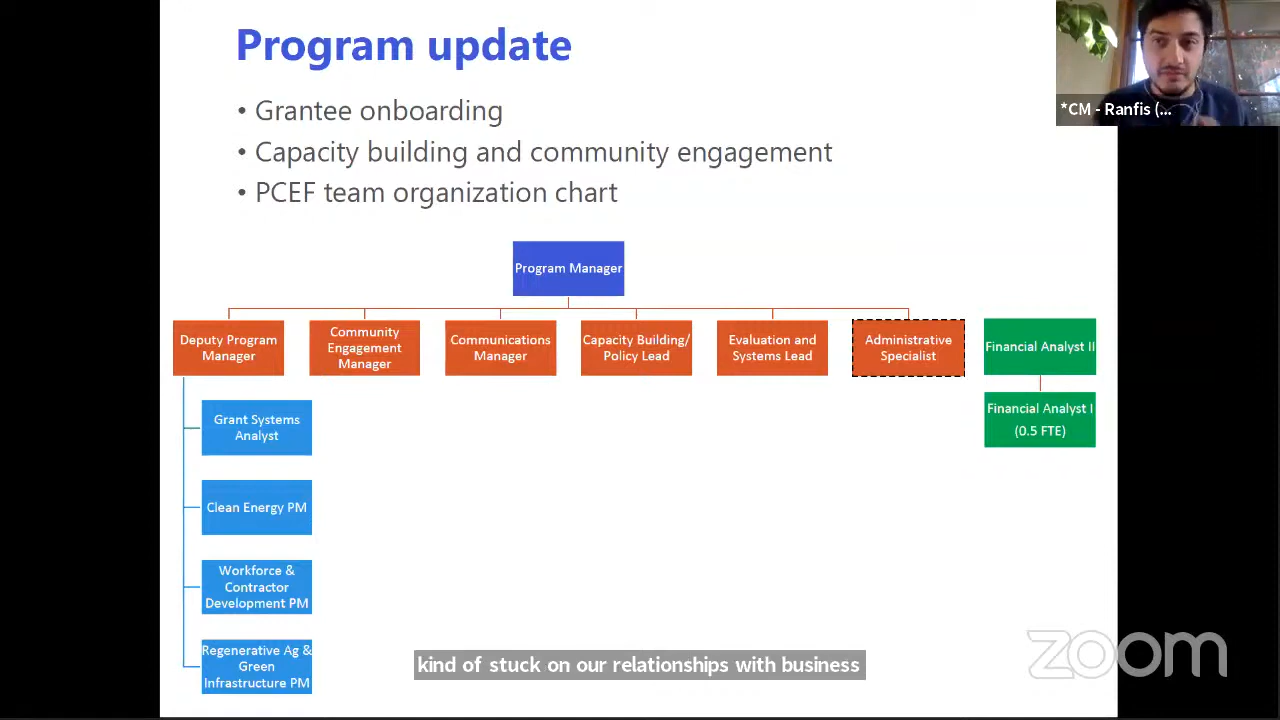 Program update
• Grantee onboarding
• Capacity building and community engagement
• PCEF team organization chart
*CM - Ranfis (...
Program Manager
Deputy Program
Manager
Community
Engagement
Manager
Communications
Manager
Capacity Building/
Policy Lead
Evaluation and
Systems Lead
Administrative
Specialist
Financial Analyst II
Financial Analyst I
(0.5 FTE)
Grant Systems
Analyst
Clean Energy PM
Workforce &
Contractor
Development PM
Regenerative Ag &
Green
Infrastructure PM
kind of stuck on our relationships with business
zoom